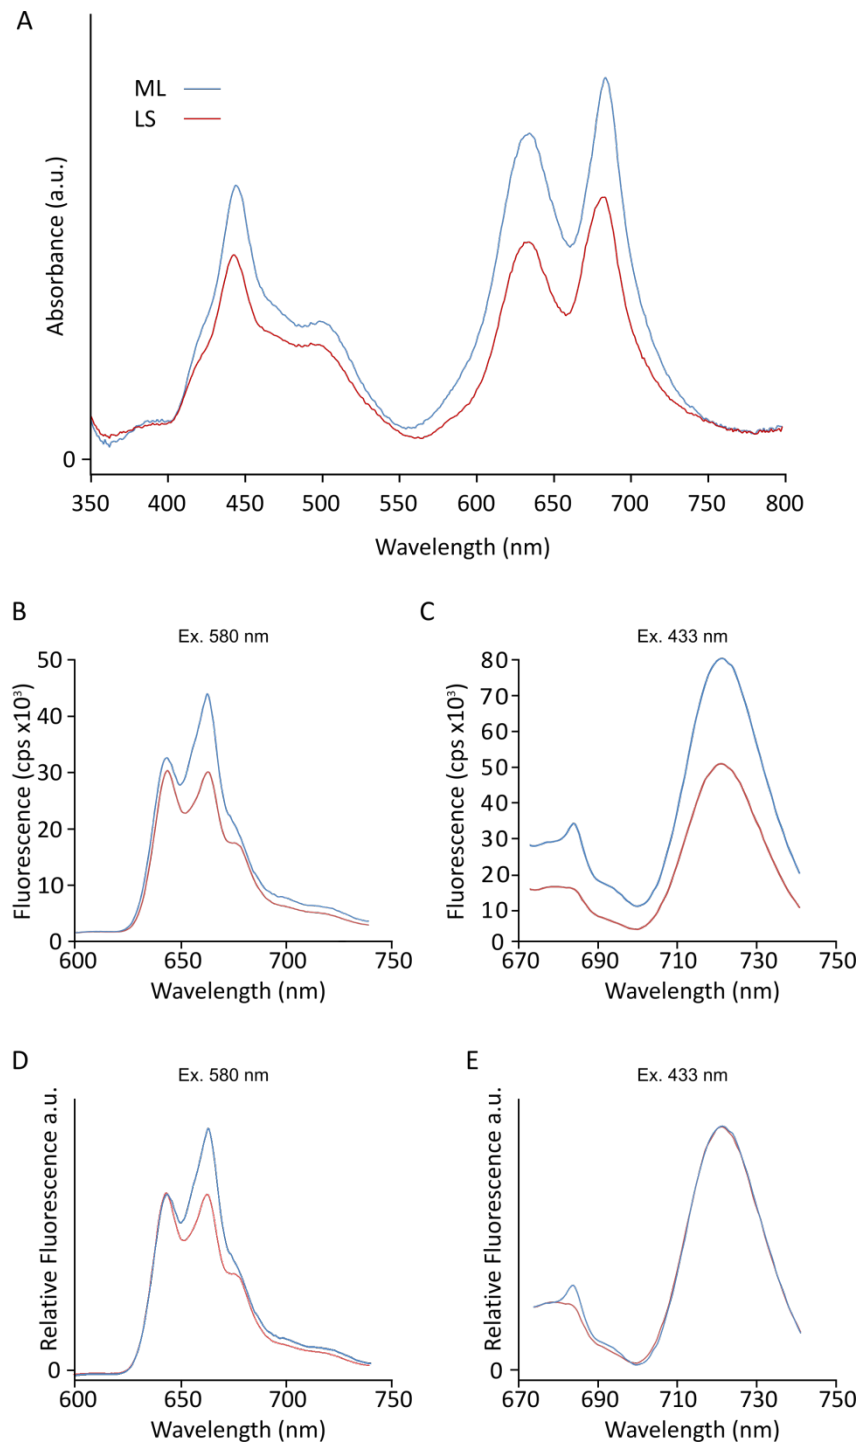 A
ML
LS
Absorbance (a.u.)
0
350 400 450 500 550 600 650 700 750 800
Wavelength (nm)
B
Ex. 580 nm
Fluorescence (cps x10³)
50
40
30
20
10
0
600 650 700 750
Wavelength (nm)
C
Ex. 433 nm
Fluorescence (cps x10³)
80
70
60
50
30
20
10
0
670 690 710 730 750
Wavelength (nm)
D
Ex. 580 nm
Relative Fluorescence a.u.
0
600 650 700 750
Wavelength (nm)
E
Ex. 433 nm
Relative Fluorescence a.u.
0
670 690 710 730 750
Wavelength (nm)